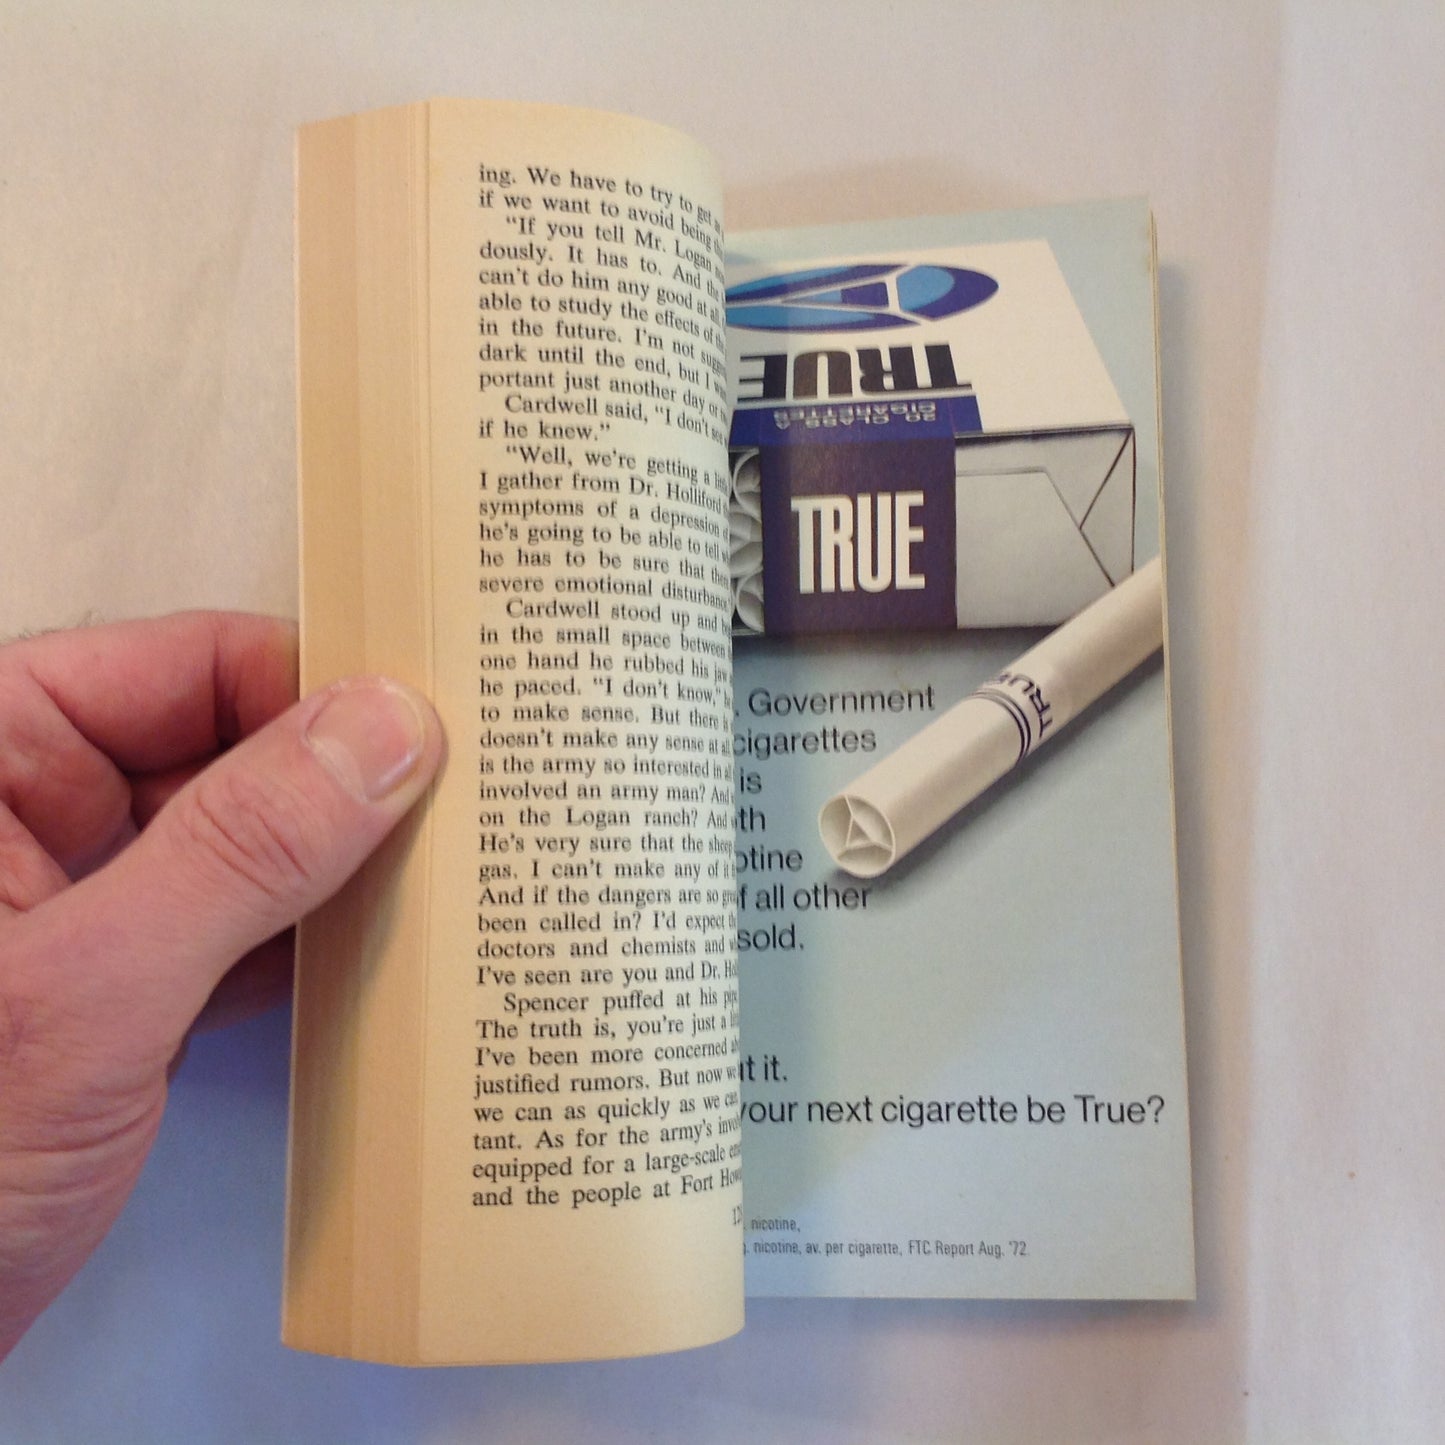 ing. We have to try to get
if we want to avoid being
“If you tell Mr. Logan
dously. It has to. And the
can’t do him any good at all.
able to study the effects of
in the future. I’m not
dark until the end, but I
portant just another day or
Cardwell said, “I don’t see
if he knew.”
“Well, we’re getting a
I gather from Dr. Holliford
symptoms of a depression
he’s going to be able to tell
he has to be sure that
severe emotional disturbance
Cardwell stood up and
in the small space between
one hand he rubbed his jaw
he paced. “I don’t know,”
to make sense. But there is
doesn’t make any sense at all
is the army so interested in
involved an army man? And
on the Logan ranch? And
He’s very sure that the sheep
gas. I can’t make any of it
And if the dangers are so
been called in? I’d expect
doctors and chemists and
I’ve seen are you and Dr.
Spencer puffed at his pipe
The truth is, you’re just a
I’ve been more concerned
justified rumors. But now
we can as quickly as we can
tant. As for the army’s
equipped for a large-scale
and the people at Fort
TRUE
20 CLASS A
CIGARETTES
TRUE
TRUE
. Government
cigarettes
is
th
otine
f all other
sold.
t it.
your next cigarette be True?
nicotine,
. nicotine, av. per cigarette, FTC Report Aug. ’72.